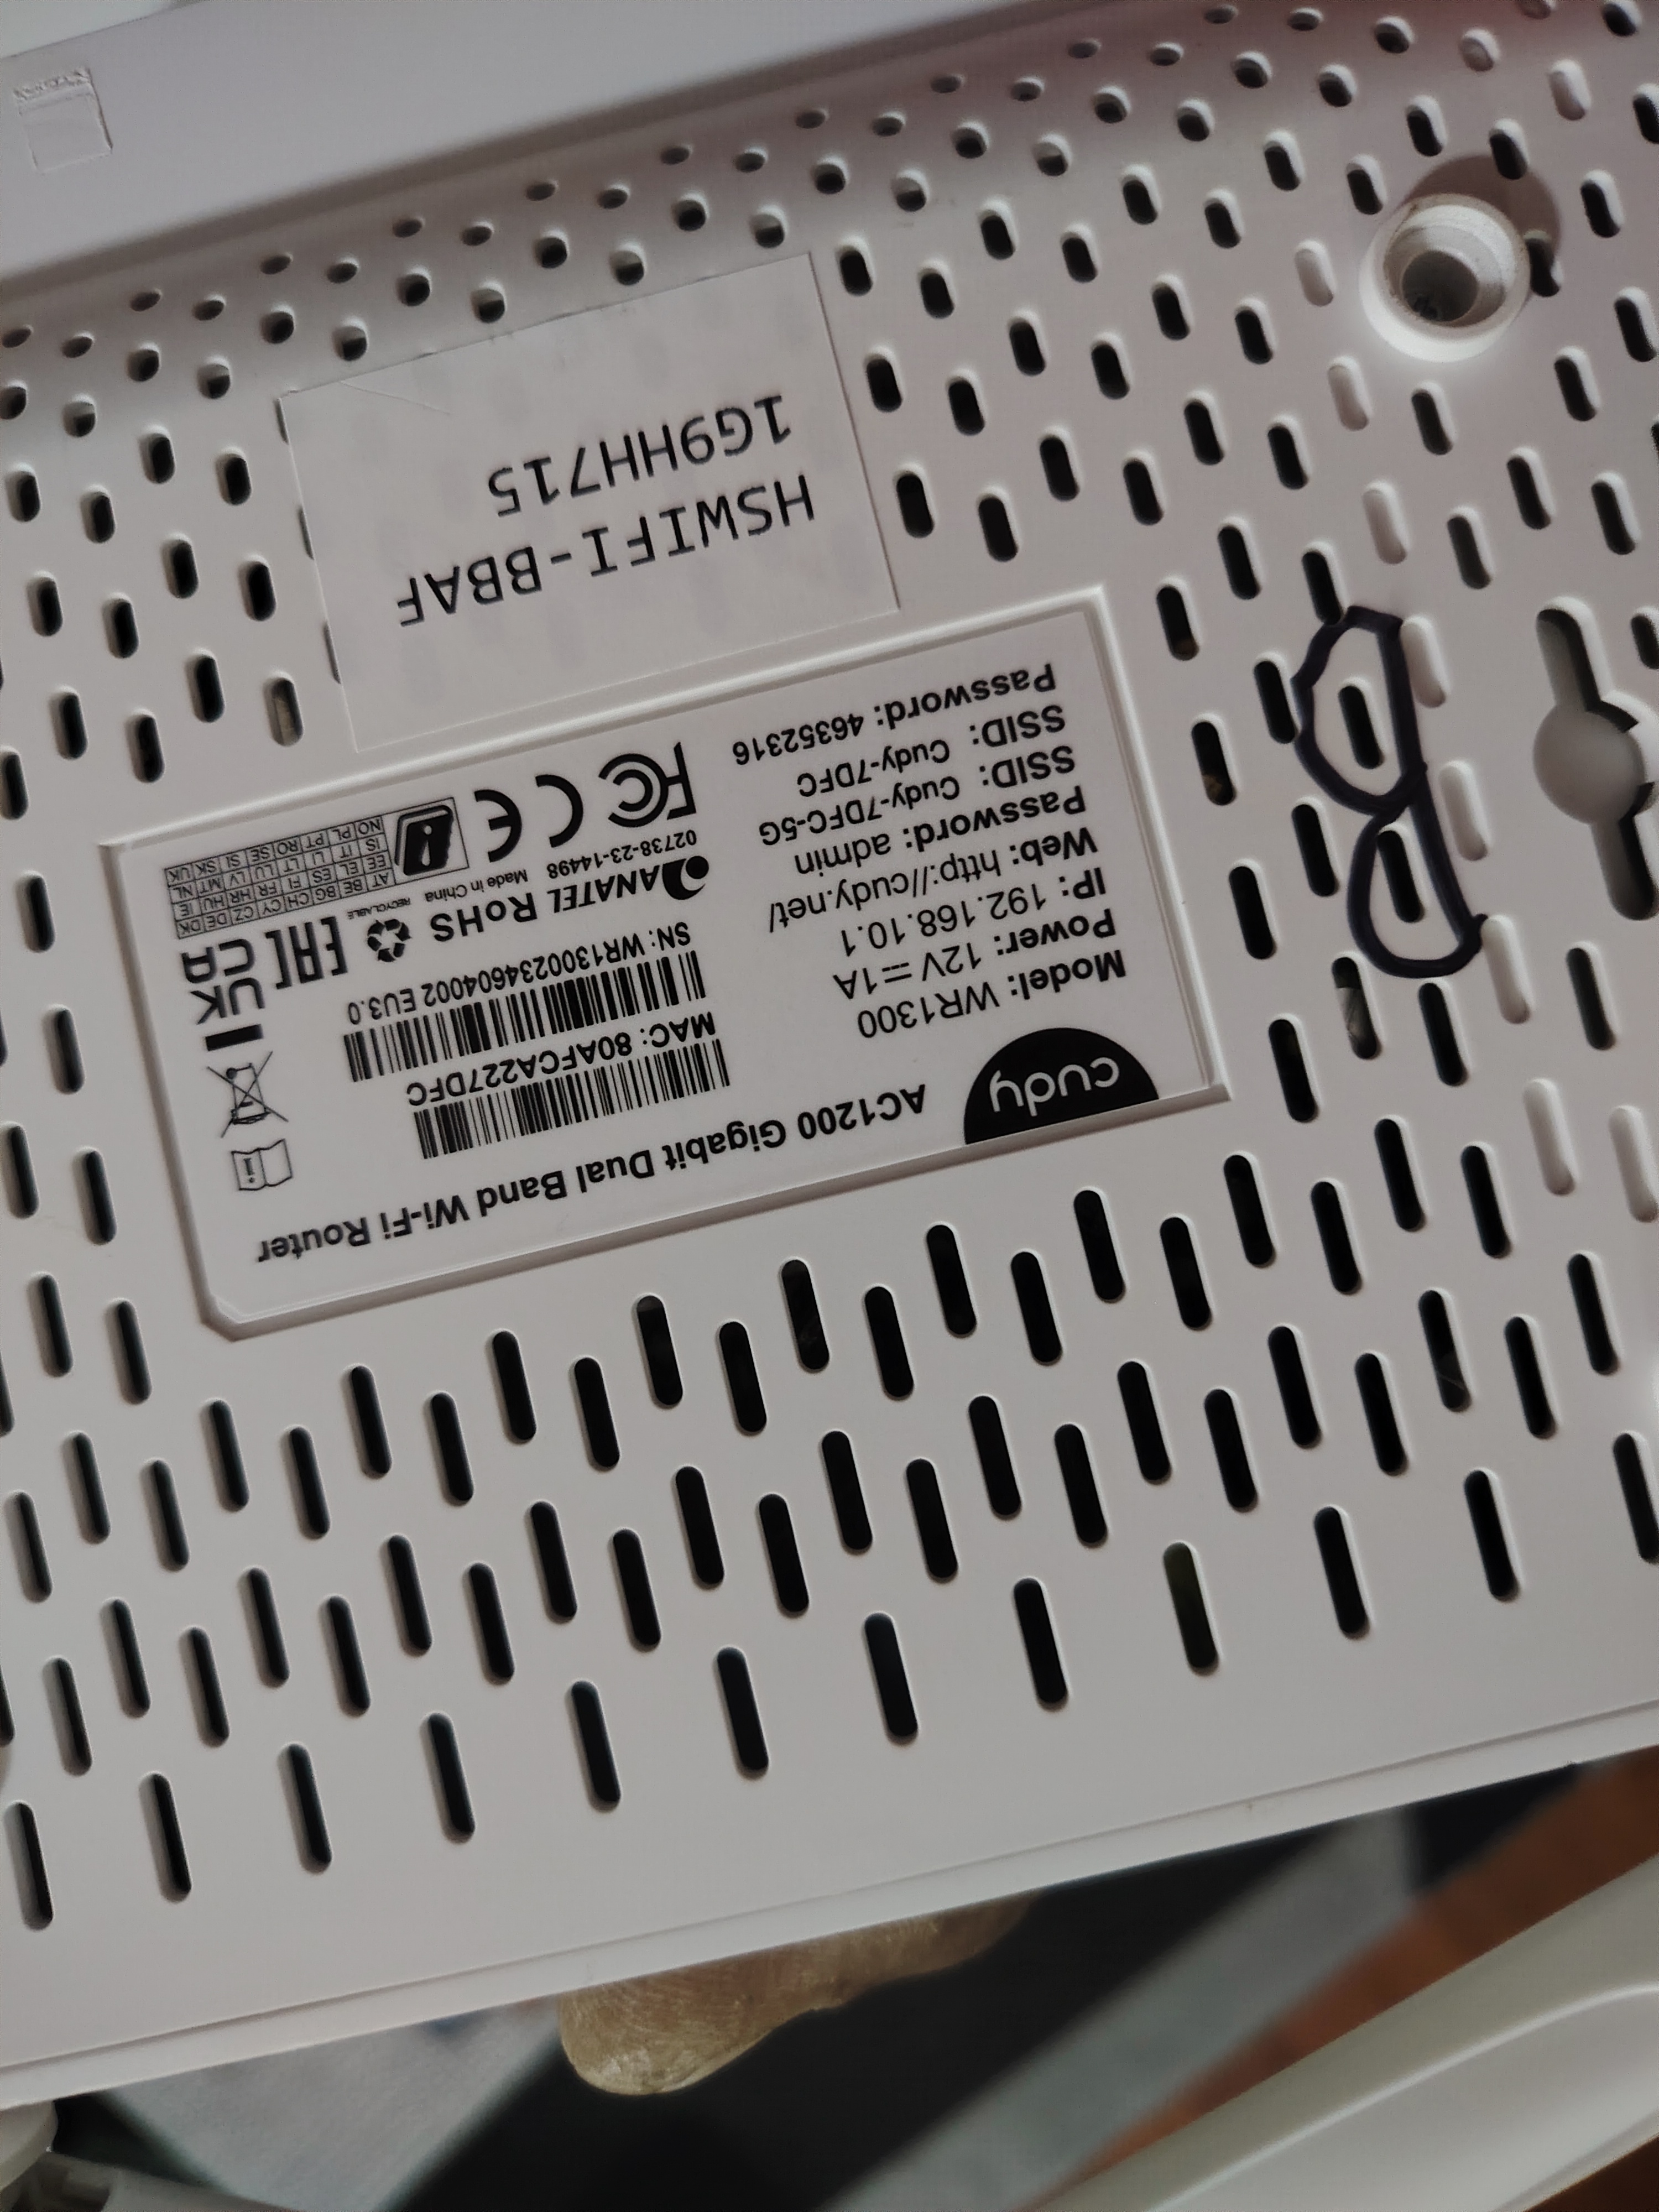 cudy
AC1200 Gigabit Dual Band Wi-Fi Router
Model: WR1300
Power: 12V⎓1A
IP: 192.168.10.1
Web: http://cudy.net/
Password: admin
SSID: Cudy-7DFC-5G
SSID: Cudy-7DFC
Password: 46352316
MAC: 80AFCA227DFC
SN: WR1300234604002 EU3.0
ANATEL
02738-23-14498
RoHS
Made in China
RECYCLABLE
EAC
UK
CA
FC
CE
AT BE BG CH CY CZ DE DK
EE EL ES FI FR HR HU IE
IS IT LI LT LU LV MT NL
NO PL PT RO SE SI SK UK
HSWIFI-BBAF
1G9HH715
8